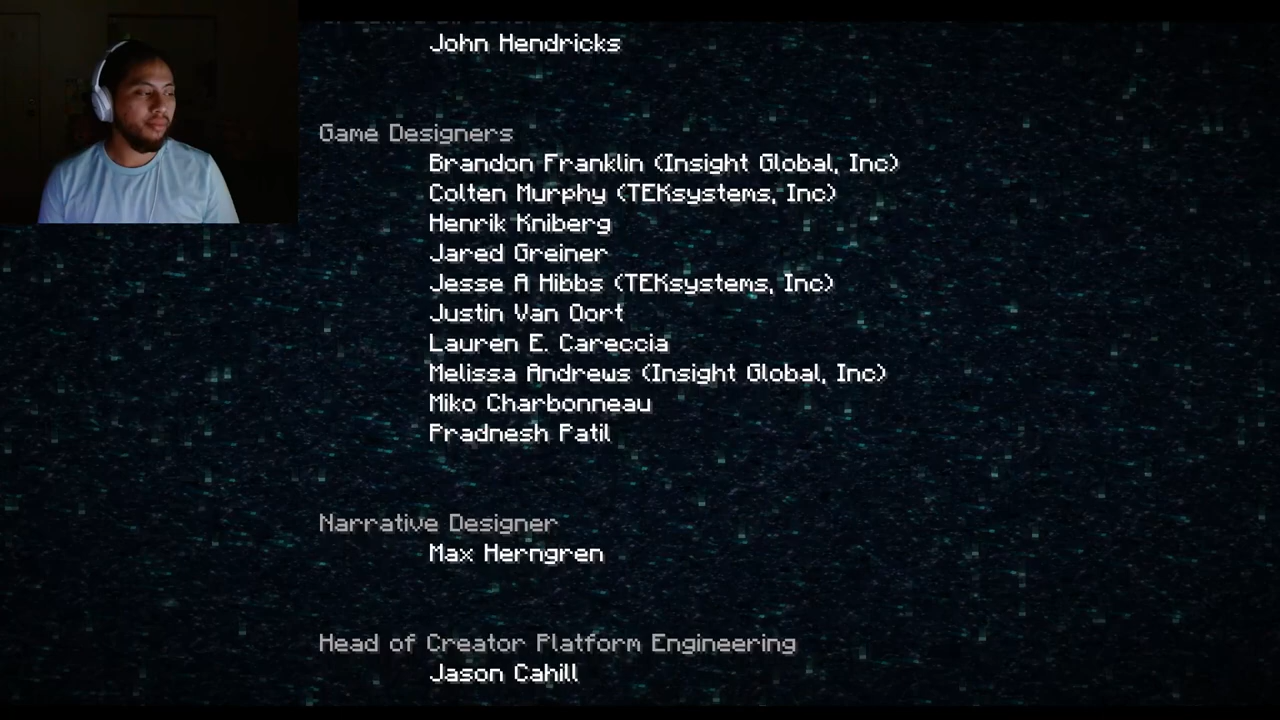 John Hendricks
Game Designers
Brandon Franklin (Insight Global, Inc)
Colten Murphy (TEKsystems, Inc)
Henrik Kniberg
Jared Greiner
Jesse A Hibbs (TEKsystems, Inc)
Justin Van Oort
Lauren E. Careccia
Melissa Andrews (Insight Global, Inc)
Miko Charbonneau
Pradnesh Patil
Narrative Designer
Max Herngren
Head of Creator Platform Engineering
Jason Cahill